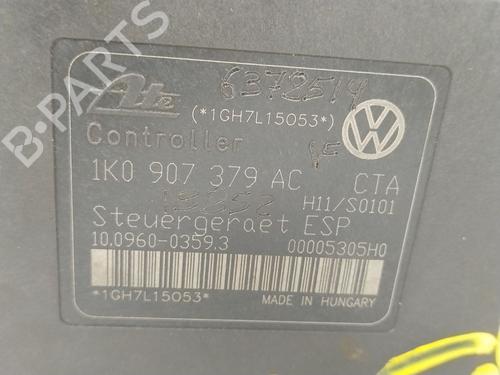 Ate
6372514
(*1GH7L15053*)
Controller
1K0 907 379 AC CTA
H11/S0101
Steuergeraet ESP
10.0960-0359.3 00005305H0
*1GH7L15053*
MADE IN HUNGARY
B-PARTS